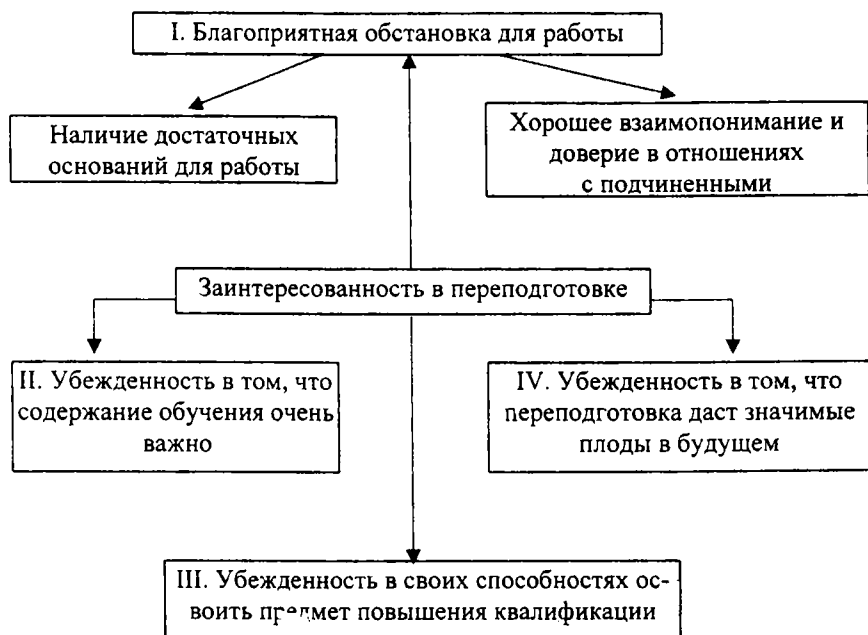 I. Благоприятная обстановка для работы
Наличие достаточных
оснований для работы
Хорошее взаимопонимание и
доверие в отношениях
с подчиненными
Заинтересованность в переподготовке
II. Убежденность в том, что
содержание обучения очень
важно
IV. Убежденность в том, что
переподготовка даст значимые
плоды в будущем
III. Убежденность в своих способностях ос-
воить предмет повышения квалификации